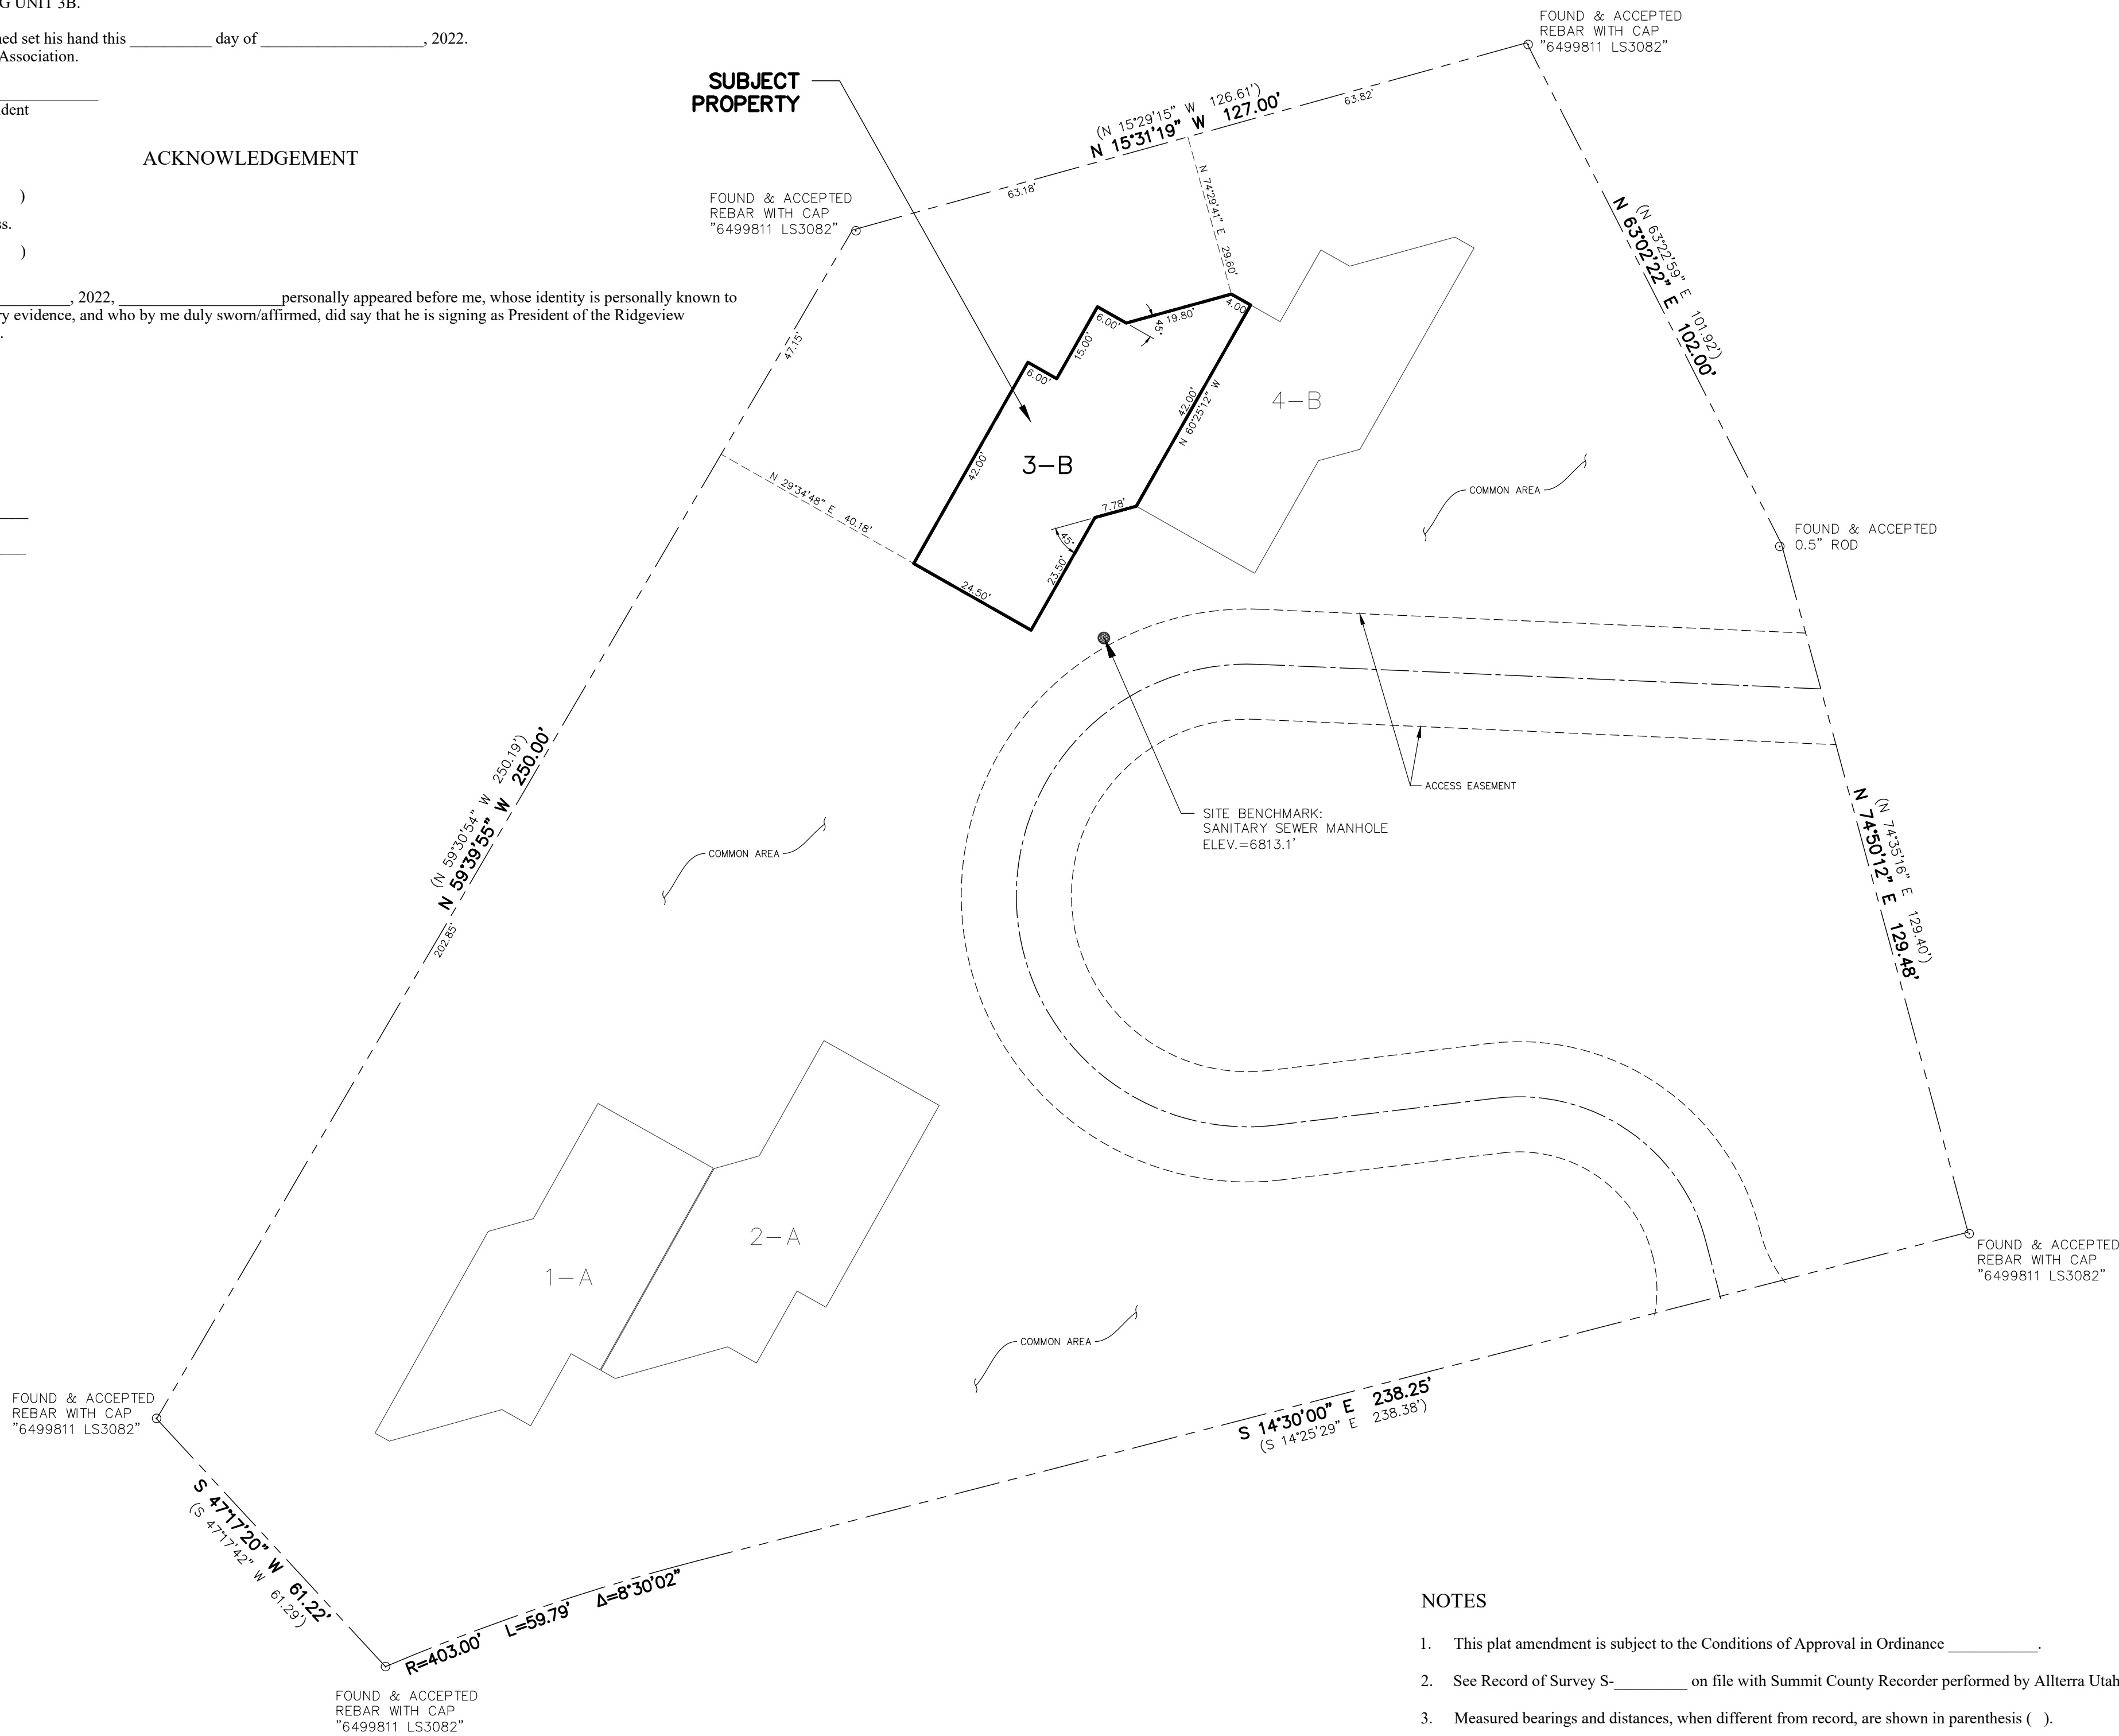 G UNIT 3B.
ned set his hand this __________ day of ____________________, 2022.
Association.
dent
ACKNOWLEDGEMENT
)
ss.
)
_________, 2022, ____________________personally appeared before me, whose identity is personally known to
ry evidence, and who by me duly sworn/affirmed, did say that he is signing as President of the Ridgeview
.
SUBJECT
PROPERTY
FOUND & ACCEPTED
REBAR WITH CAP
"6499811 LS3082"
FOUND & ACCEPTED
REBAR WITH CAP
"6499811 LS3082"
(N 15°29'15" W 126.61')
N 15°31'19" W 127.00'
63.18'
63.82'
N 74°29'41" E 29.60'
(N 63°22'59" E 101.92')
N 63°02'22" E 102.00'
47.15'
6.00'
15.00'
6.00'
45°
19.80'
4.00'
42.00'
N 60°25'12" W
42.00'
3-B
4-B
7.78'
45°
23.50'
24.50'
N 29°34'48" E 40.18'
COMMON AREA
FOUND & ACCEPTED
0.5" ROD
ACCESS EASEMENT
SITE BENCHMARK:
SANITARY SEWER MANHOLE
ELEV.=6813.1'
(N 59°30'54" W 250.19')
N 59°39'55" W 250.00'
202.85'
COMMON AREA
(N 74°35'16" E 129.40')
N 74°50'12" E 129.48'
1-A
2-A
COMMON AREA
FOUND & ACCEPTED
REBAR WITH CAP
"6499811 LS3082"
S 14°30'00" E 238.25'
(S 14°25'29" E 238.38')
FOUND & ACCEPTED
REBAR WITH CAP
"6499811 LS3082"
S 47°17'20" W 61.22'
(S 47°17'42" W 61.29')
R=403.00' L=59.79' Δ=8°30'02"
FOUND & ACCEPTED
REBAR WITH CAP
"6499811 LS3082"
NOTES
1. This plat amendment is subject to the Conditions of Approval in Ordinance ___________.
2. See Record of Survey S-_________ on file with Summit County Recorder performed by Allterra Utah
3. Measured bearings and distances, when different from record, are shown in parenthesis ( ).